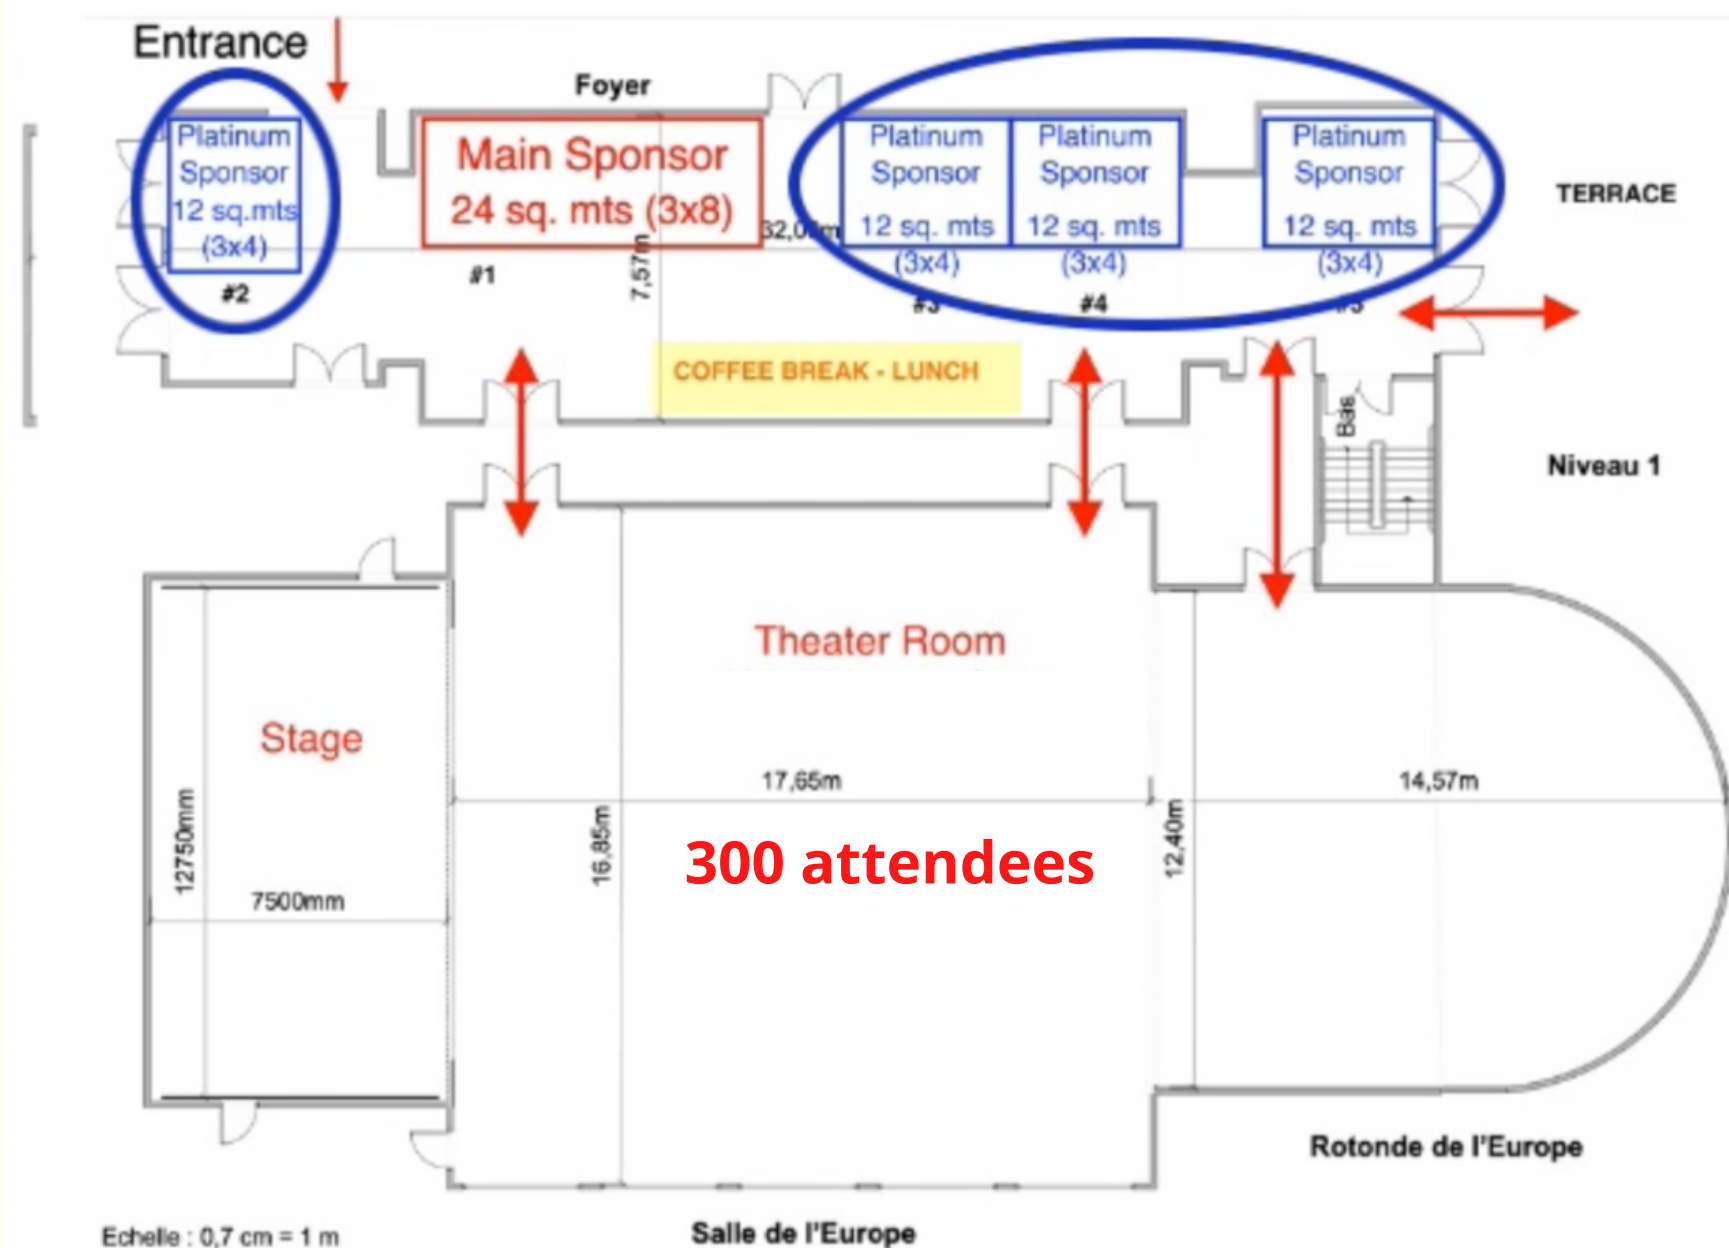 Entrance
Foyer
Platinum
Sponsor
12 sq.mts
(3x4)
#2
Main Sponsor
24 sq. mts (3x8)
#1
7,57m
Platinum
Sponsor
12 sq. mts
(3x4)
#3
Platinum
Sponsor
12 sq. mts
(3x4)
#4
Platinum
Sponsor
12 sq. mts
(3x4)
TERRACE
COFFEE BREAK - LUNCH
Bas
Niveau 1
Theater Room
Stage
17,65m
14,57m
12750mm
16,85m
12,40m
300 attendees
7500mm
Rotonde de l'Europe
Salle de l'Europe
Echelle : 0,7 cm = 1 m